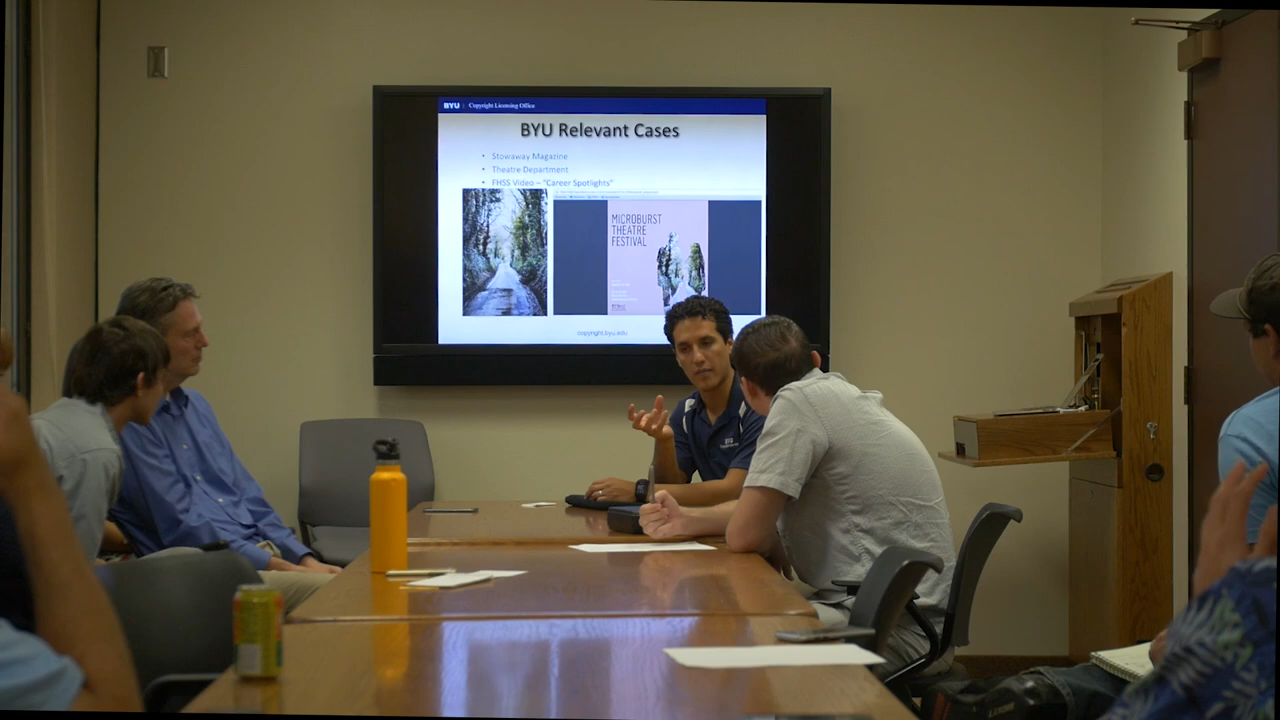 BYU Copyright Licensing Office
BYU Relevant Cases
• Stowaway Magazine
• Theatre Department
• FHSS Video – "Career Spotlights"
MICROBURST
THEATRE
FESTIVAL
copyright.byu.edu
BYU